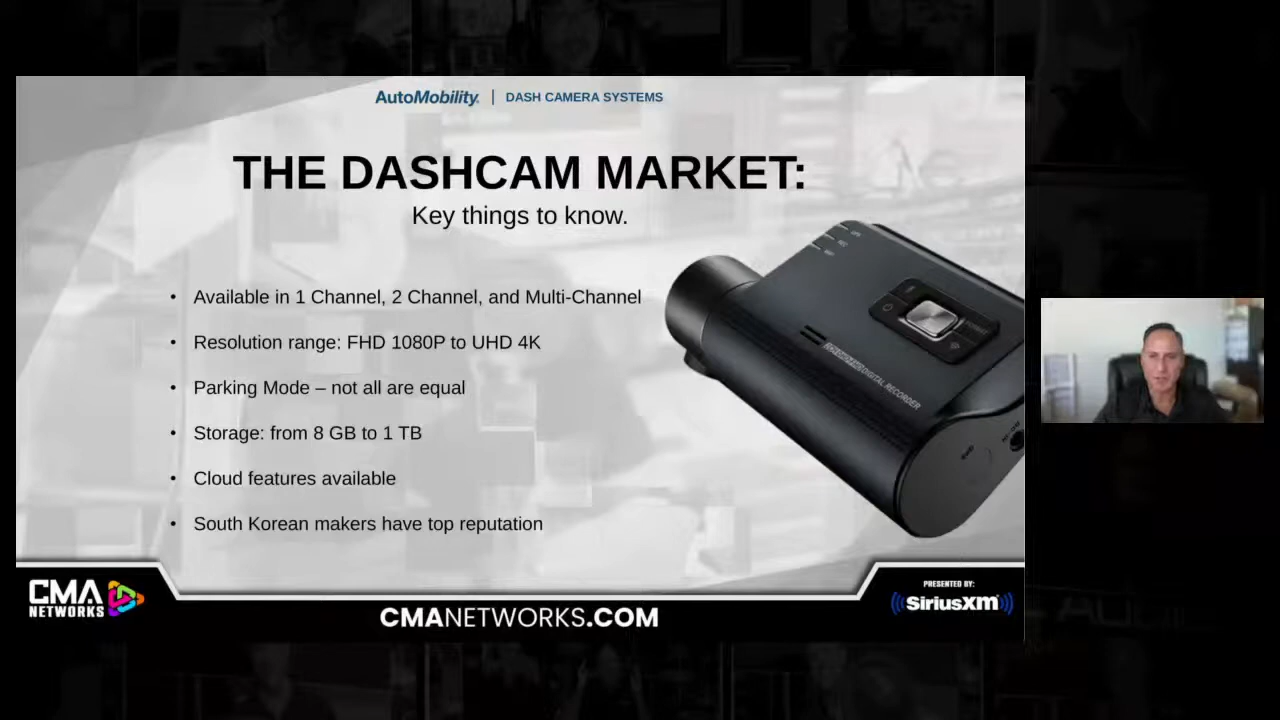 AutoMobility. | DASH CAMERA SYSTEMS
THE DASHCAM MARKET:
Key things to know.
• Available in 1 Channel, 2 Channel, and Multi-Channel
• Resolution range: FHD 1080P to UHD 4K
• Parking Mode – not all are equal
• Storage: from 8 GB to 1 TB
• Cloud features available
• South Korean makers have top reputation
DIGITAL RECORDER
CMA
NETWORKS
CMANETWORKS.COM
PRESENTED BY:
SiriusXM